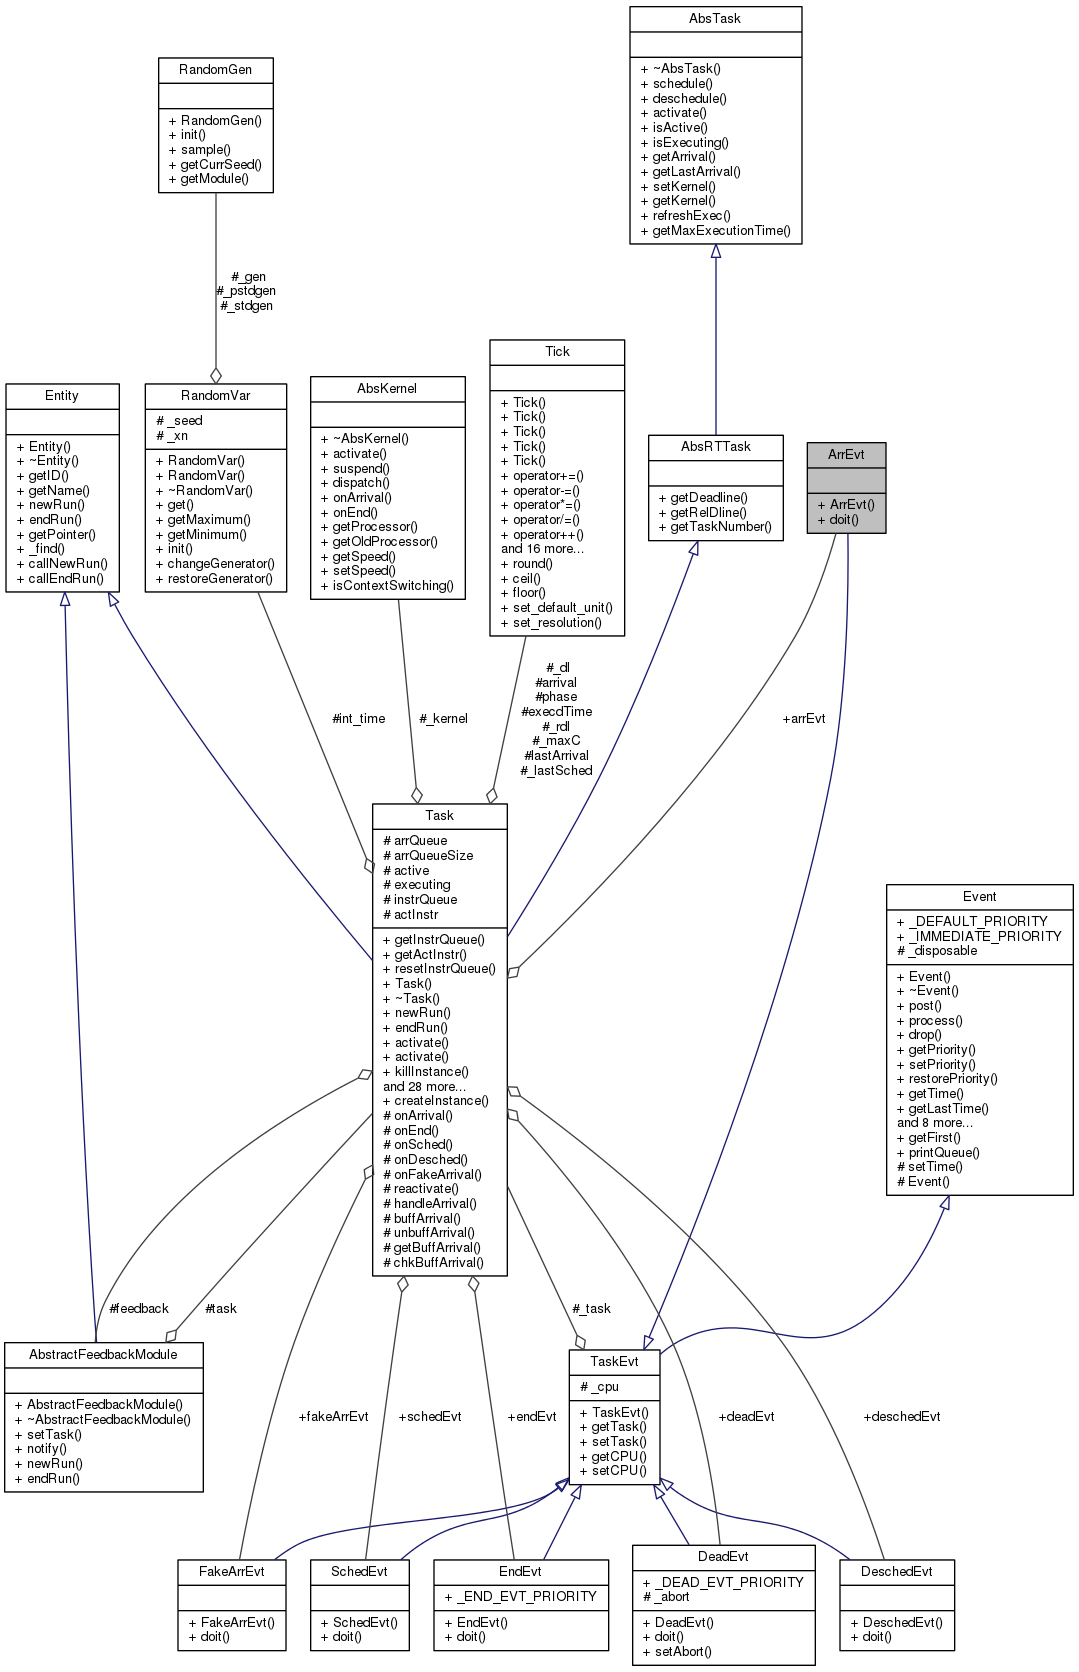 AbsTask
+ ~AbsTask()
+ schedule()
+ deschedule()
+ activate()
+ isActive()
+ isExecuting()
+ getArrival()
+ getLastArrival()
+ setKernel()
+ getKernel()
+ refreshExec()
+ getMaxExecutionTime()
RandomGen
+ RandomGen()
+ init()
+ sample()
+ getCurrSeed()
+ getModule()
#_gen
#_pstdgen
#_stdgen
Entity
+ Entity()
+ ~Entity()
+ getID()
+ getName()
+ newRun()
+ endRun()
+ getPointer()
+ _find()
+ callNewRun()
+ callEndRun()
RandomVar
# _seed
# _xn
+ RandomVar()
+ RandomVar()
+ ~RandomVar()
+ get()
+ getMaximum()
+ getMinimum()
+ init()
+ changeGenerator()
+ restoreGenerator()
AbsKernel
+ ~AbsKernel()
+ activate()
+ suspend()
+ dispatch()
+ onArrival()
+ onEnd()
+ getProcessor()
+ getOldProcessor()
+ getSpeed()
+ setSpeed()
+ isContextSwitching()
Tick
+ Tick()
+ Tick()
+ Tick()
+ Tick()
+ Tick()
+ operator+=()
+ operator-=()
+ operator*=()
+ operator/=()
+ operator++()
and 16 more...
+ round()
+ ceil()
+ floor()
+ set_default_unit()
+ set_resolution()
AbsRTTask
+ getDeadline()
+ getRelDline()
+ getTaskNumber()
ArrEvt
+ ArrEvt()
+ doit()
#int_time
#_kernel
#_dl
#arrival
#phase
#execdTime
#_rdl
#_maxC
#lastArrival
#_lastSched
+arrEvt
Task
# arrQueue
# arrQueueSize
# active
# executing
# instrQueue
# actInstr
+ getInstrQueue()
+ getActInstr()
+ resetInstrQueue()
+ Task()
+ ~Task()
+ newRun()
+ endRun()
+ activate()
+ activate()
+ killInstance()
and 28 more...
+ createInstance()
# onArrival()
# onEnd()
# onSched()
# onDesched()
# onFakeArrival()
# reactivate()
# handleArrival()
# buffArrival()
# unbuffArrival()
# getBuffArrival()
# chkBuffArrival()
Event
+ _DEFAULT_PRIORITY
+ _IMMEDIATE_PRIORITY
# _disposable
+ Event()
+ ~Event()
+ post()
+ process()
+ drop()
+ getPriority()
+ setPriority()
+ restorePriority()
+ getTime()
+ getLastTime()
and 8 more...
+ getFirst()
+ printQueue()
# setTime()
# Event()
#feedback
#task
#_task
AbstractFeedbackModule
+ AbstractFeedbackModule()
+ ~AbstractFeedbackModule()
+ setTask()
+ notify()
+ newRun()
+ endRun()
TaskEvt
# _cpu
+ TaskEvt()
+ getTask()
+ setTask()
+ getCPU()
+ setCPU()
+fakeArrEvt
+schedEvt
+endEvt
+deadEvt
+deschedEvt
FakeArrEvt
+ FakeArrEvt()
+ doit()
SchedEvt
+ SchedEvt()
+ doit()
EndEvt
+ _END_EVT_PRIORITY
+ EndEvt()
+ doit()
DeadEvt
+ _DEAD_EVT_PRIORITY
# _abort
+ DeadEvt()
+ doit()
+ setAbort()
DeschedEvt
+ DeschedEvt()
+ doit()